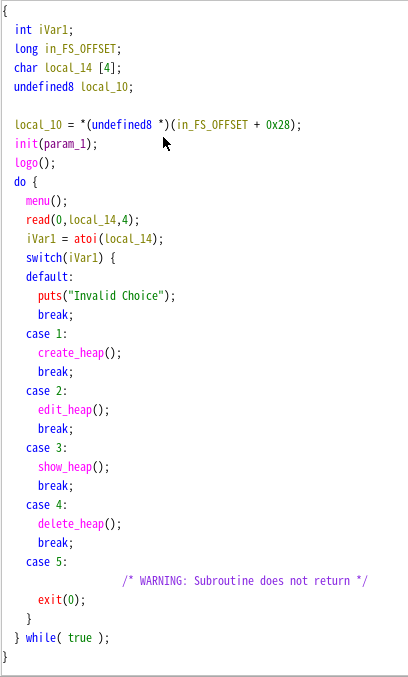 {
  int iVar1;
  long in_FS_OFFSET;
  char local_14 [4];
  undefined8 local_10;
  
  local_10 = *(undefined8 *)(in_FS_OFFSET + 0x28);
  init(param_1);
  logo();
  do {
    menu();
    read(0,local_14,4);
    iVar1 = atoi(local_14);
    switch(iVar1) {
    default:
      puts("Invalid Choice");
      break;
    case 1:
      create_heap();
      break;
    case 2:
      edit_heap();
      break;
    case 3:
      show_heap();
      break;
    case 4:
      delete_heap();
      break;
    case 5:
                    /* WARNING: Subroutine does not return */
      exit(0);
    }
  } while( true );
}